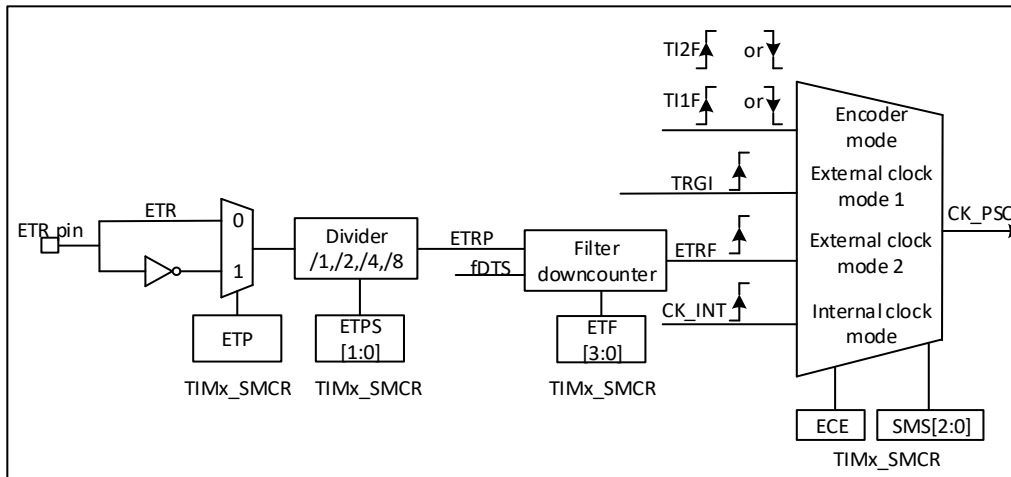 TI2F or
TI1F or
Encoder
mode
TRGI
External clock
mode 1
ETR_pin
ETR
0
1
Divider
/1,/2,/4,/8
ETRP
fDTS
Filter
downcounter
ETRF
External clock
mode 2
CK_PSC
CK_INT
Internal clock
mode
ETP
ETPS
[1:0]
ETF
[3:0]
TIMx_SMCR
TIMx_SMCR
TIMx_SMCR
ECE
SMS[2:0]
TIMx_SMCR